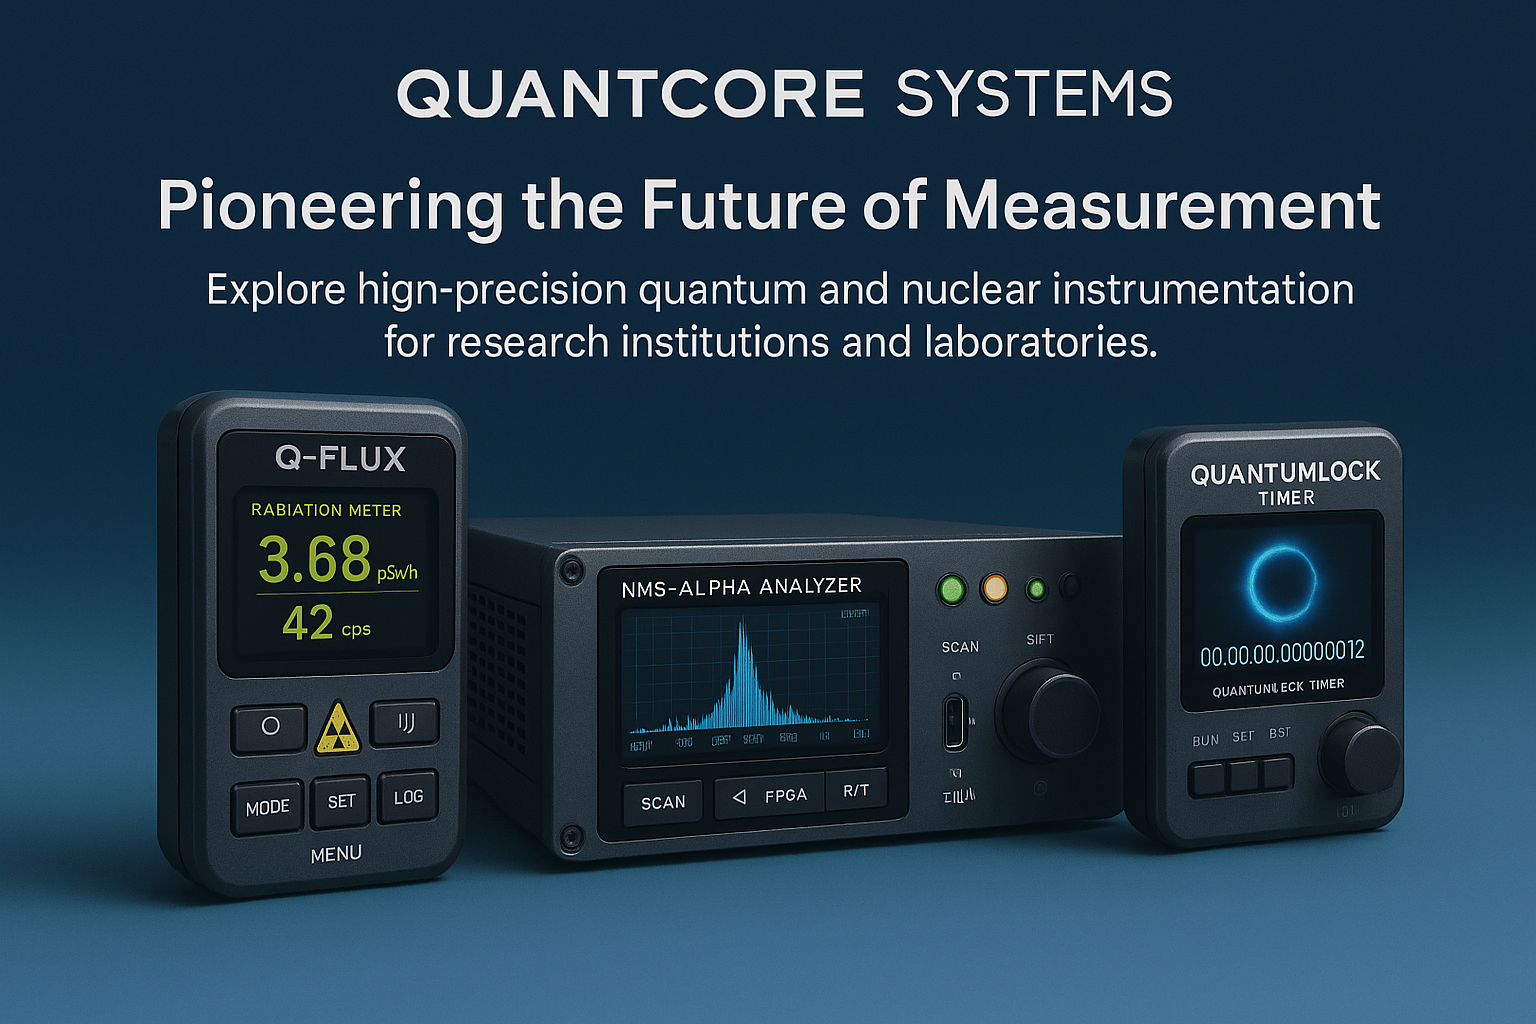 QUANTCORE SYSTEMS
Pioneering the Future of Measurement
Explore hign-precision quantum and nuclear instrumentation
for research institutions and laboratories.
Q-FLUX
RABIATION METER
3.68 pSwh
42 cps
MODE SET LOG
MENU
NMS-ALPHA ANALYZER
SCAN FPGA R/T
SCAN SIFT
QUANTUMLOCK
TIMER
00.00.00.00000012
TIMER
BUN SET BST